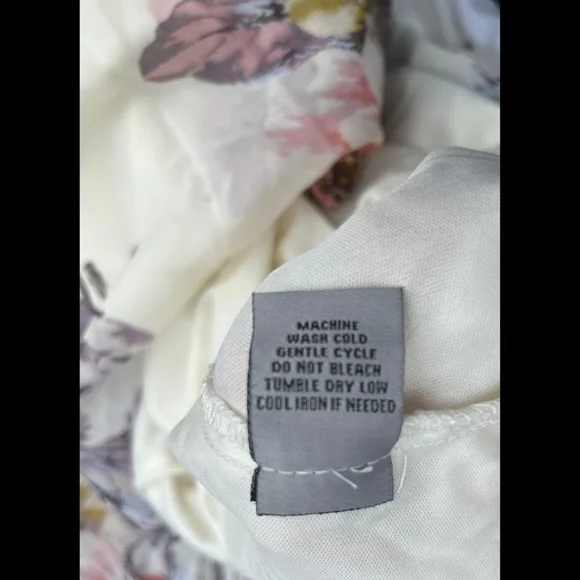 MACHINE
WASH COLD
GENTLE CYCLE
DO NOT BLEACH
TUMBLE DRY LOW
COOL IRON IF NEEDED